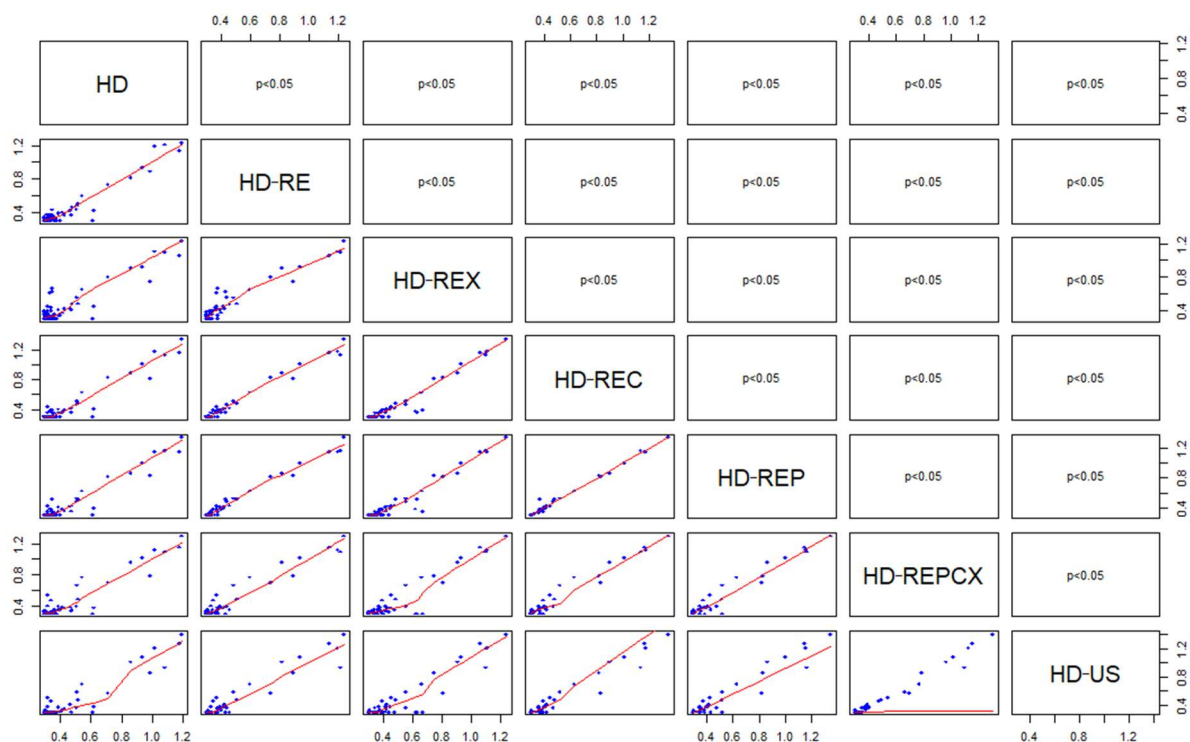 0.4 0.6 0.8 1.0 1.2 0.4 0.6 0.8 1.0 1.2 0.4 0.6 0.8 1.0 1.2
HD p<0.05 p<0.05 p<0.05 p<0.05 p<0.05 p<0.05 0.4 0.8 1.2
0.4 0.8 1.2 HD-RE p<0.05 p<0.05 p<0.05 p<0.05 p<0.05
HD-REX p<0.05 p<0.05 p<0.05 p<0.05 0.4 0.8 1.2
0.4 0.8 1.2 HD-REC p<0.05 p<0.05 p<0.05
HD-REP p<0.05 p<0.05 0.4 0.8 1.2
0.4 0.8 1.2 HD-REPCX p<0.05
HD-US 0.4 0.8 1.2
0.4 0.6 0.8 1.0 1.2 0.4 0.6 0.8 1.0 1.2 0.4 0.6 0.8 1.0 1.2 0.4 0.6 0.8 1.0 1.2